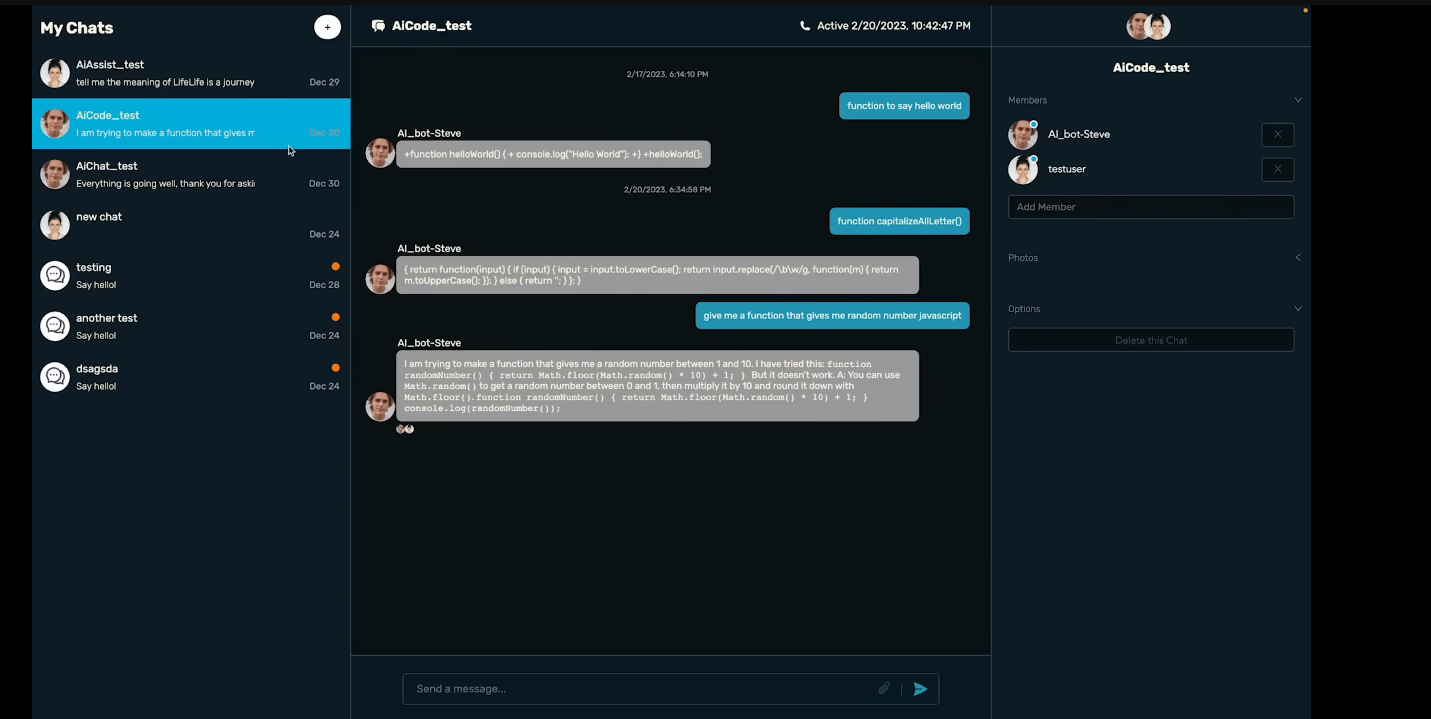 My Chats
+
AiAssist_test
tell me the meaning of LifeLife is a journey
Dec 29
AiCode_test
I am trying to make a function that gives m
Dec 30
AiChat_test
Everything is going well, thank you for aski
Dec 30
new chat
Dec 24
testing
Say hello!
Dec 28
another test
Say hello!
Dec 24
dsagsda
Say hello!
Dec 24
AiCode_test
Active 2/20/2023, 10:42:47 PM
2/17/2023, 6:14:10 PM
function to say hello world
AI_bot-Steve
+function helloWorld() { + console.log("Hello World"); +} +helloWorld();
2/20/2023, 6:34:58 PM
function capitalizeAllLetter()
AI_bot-Steve
{ return function(input) { if (input) { input = input.toLowerCase(); return input.replace(/\b\w/g, function(m) { return
m.toUpperCase(); }); } else { return ''; } }; }
give me a function that gives me random number javascript
AI_bot-Steve
I am trying to make a function that gives me a random number between 1 and 10. I have tried this: function
randomNumber() { return Math.floor(Math.random() * 10) + 1; } But it doesn't work. A: You can use
Math.random() to get a random number between 0 and 1, then multiply it by 10 and round it down with
Math.floor().function randomNumber() { return Math.floor(Math.random() * 10) + 1; }
console.log(randomNumber());
Send a message...
AiCode_test
Members
AI_bot-Steve
X
testuser
X
Add Member
Photos
Options
Delete this Chat